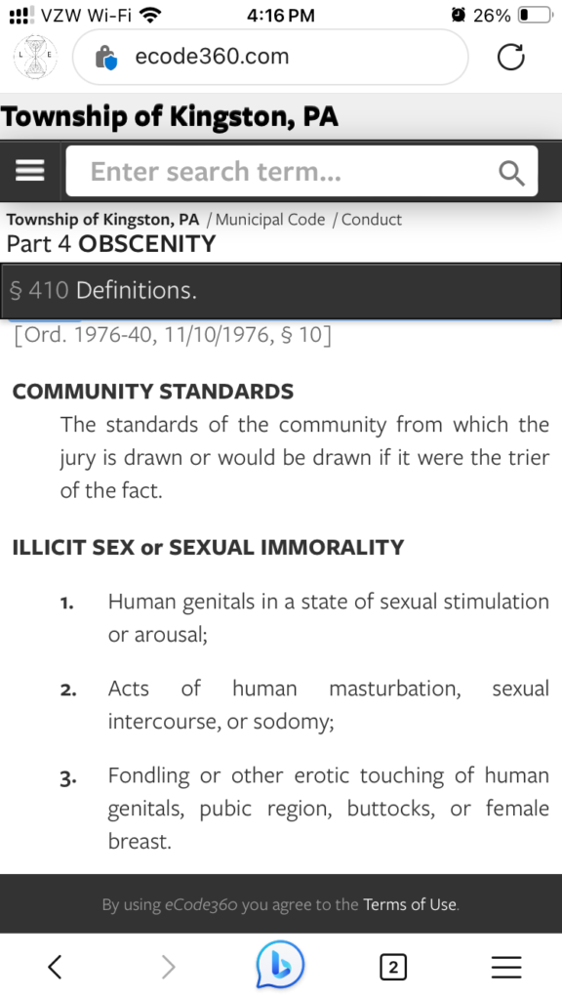 VZW Wi-Fi 4:16 PM 26%
L E ecode360.com
Township of Kingston, PA
Enter search term...
Township of Kingston, PA / Municipal Code / Conduct
Part 4 OBSCENITY
§ 410 Definitions.
[Ord. 1976-40, 11/10/1976, § 10]
COMMUNITY STANDARDS
The standards of the community from which the
jury is drawn or would be drawn if it were the trier
of the fact.
ILLICIT SEX or SEXUAL IMMORALITY
1. Human genitals in a state of sexual stimulation
or arousal;
2. Acts of human masturbation, sexual
intercourse, or sodomy;
3. Fondling or other erotic touching of human
genitals, pubic region, buttocks, or female
breast.
By using eCode360 you agree to the Terms of Use.
2